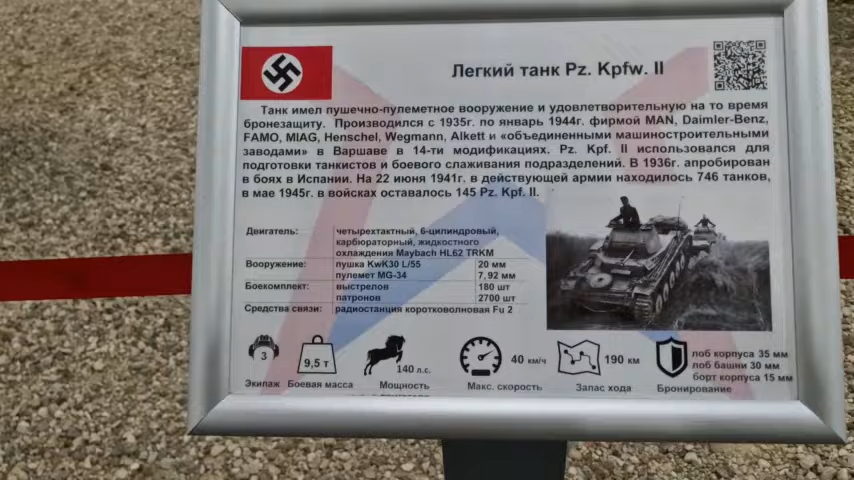 Легкий танк Pz. Kpfw. II
Танк имел пушечно-пулеметное вооружение и удовлетворительную на то время
бронезащиту. Производился с 1935г. по январь 1944г. фирмой MAN, Daimler-Benz,
FAMO, MIAG, Henschel, Wegmann, Alkett и «объединенными машиностроительными
заводами» в Варшаве в 14-ти модификациях. Pz. Kpf. II использовался для
подготовки танкистов и боевого слаживания подразделений. В 1936г. апробирован
в боях в Испании. На 22 июня 1941г. в действующей армии находилось 746 танков,
в мае 1945г. в войсках оставалось 145 Pz. Kpf. II.
Двигатель: четырехтактный, 6-цилиндровый,
карбюраторный, жидкостного
охлаждения Maybach HL62 TRKM
Вооружение: пушка KwK30 L/55 20 мм
пулемет MG-34 7,92 мм
Боекомплект: выстрелов 180 шт
патронов 2700 шт
Средства связи: радиостанция коротковолновая Fu 2
3
Экипаж
9,5 т
Боевая масса
140 л.с.
Мощность
40 км/ч
Макс. скорость
190 км
Запас хода
лоб корпуса 35 мм
лоб башни 30 мм
борт корпуса 15 мм
Бронирование